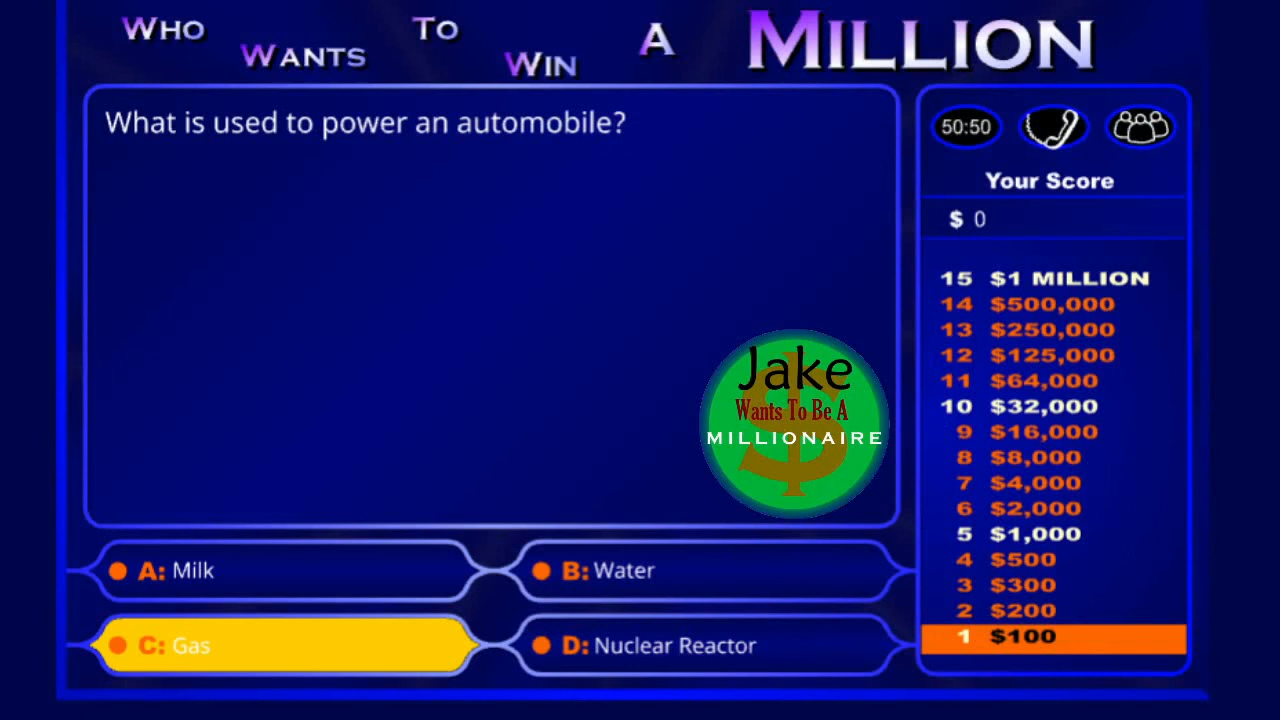 WHO WANTS TO WIN A MILLION
What is used to power an automobile?
50:50
Your Score
$ 0
15 $1 MILLION
14 $500,000
13 $250,000
12 $125,000
11 $64,000
10 $32,000
9 $16,000
8 $8,000
7 $4,000
6 $2,000
5 $1,000
4 $500
3 $300
2 $200
1 $100
$
Jake
Wants To Be A
MILLIONAIRE
A: Milk
B: Water
C: Gas
D: Nuclear Reactor